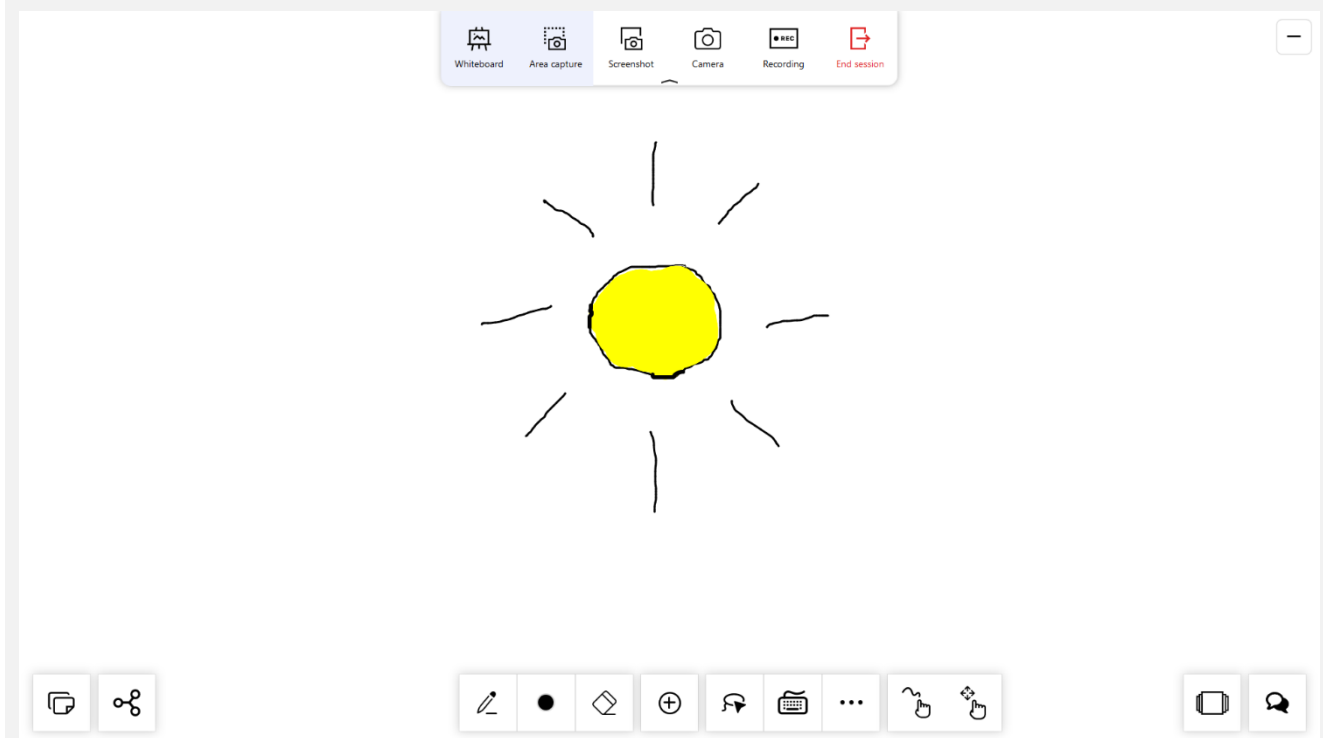 Whiteboard
Area capture
Screenshot
Camera
REC
Recording
End session